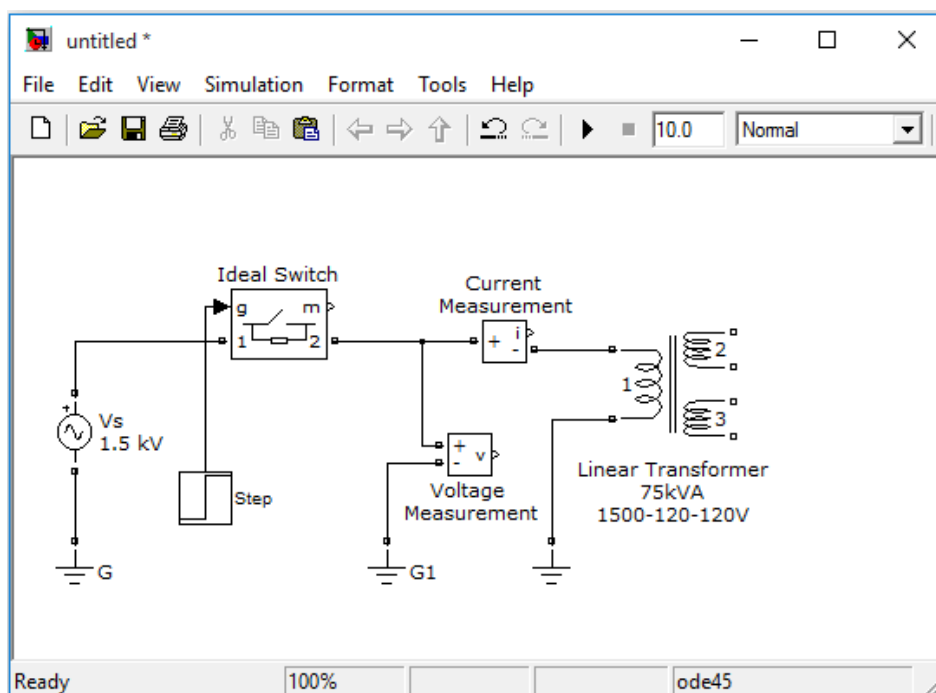 untitled *
File Edit View Simulation Format Tools Help
10.0 Normal
Ideal Switch
g m
1 2
Current
Measurement
+ i -
1
2
3
+
Vs
1.5 kV
Step
+ v -
Voltage
Measurement
Linear Transformer
75kVA
1500-120-120V
G
G1
Ready 100% ode45